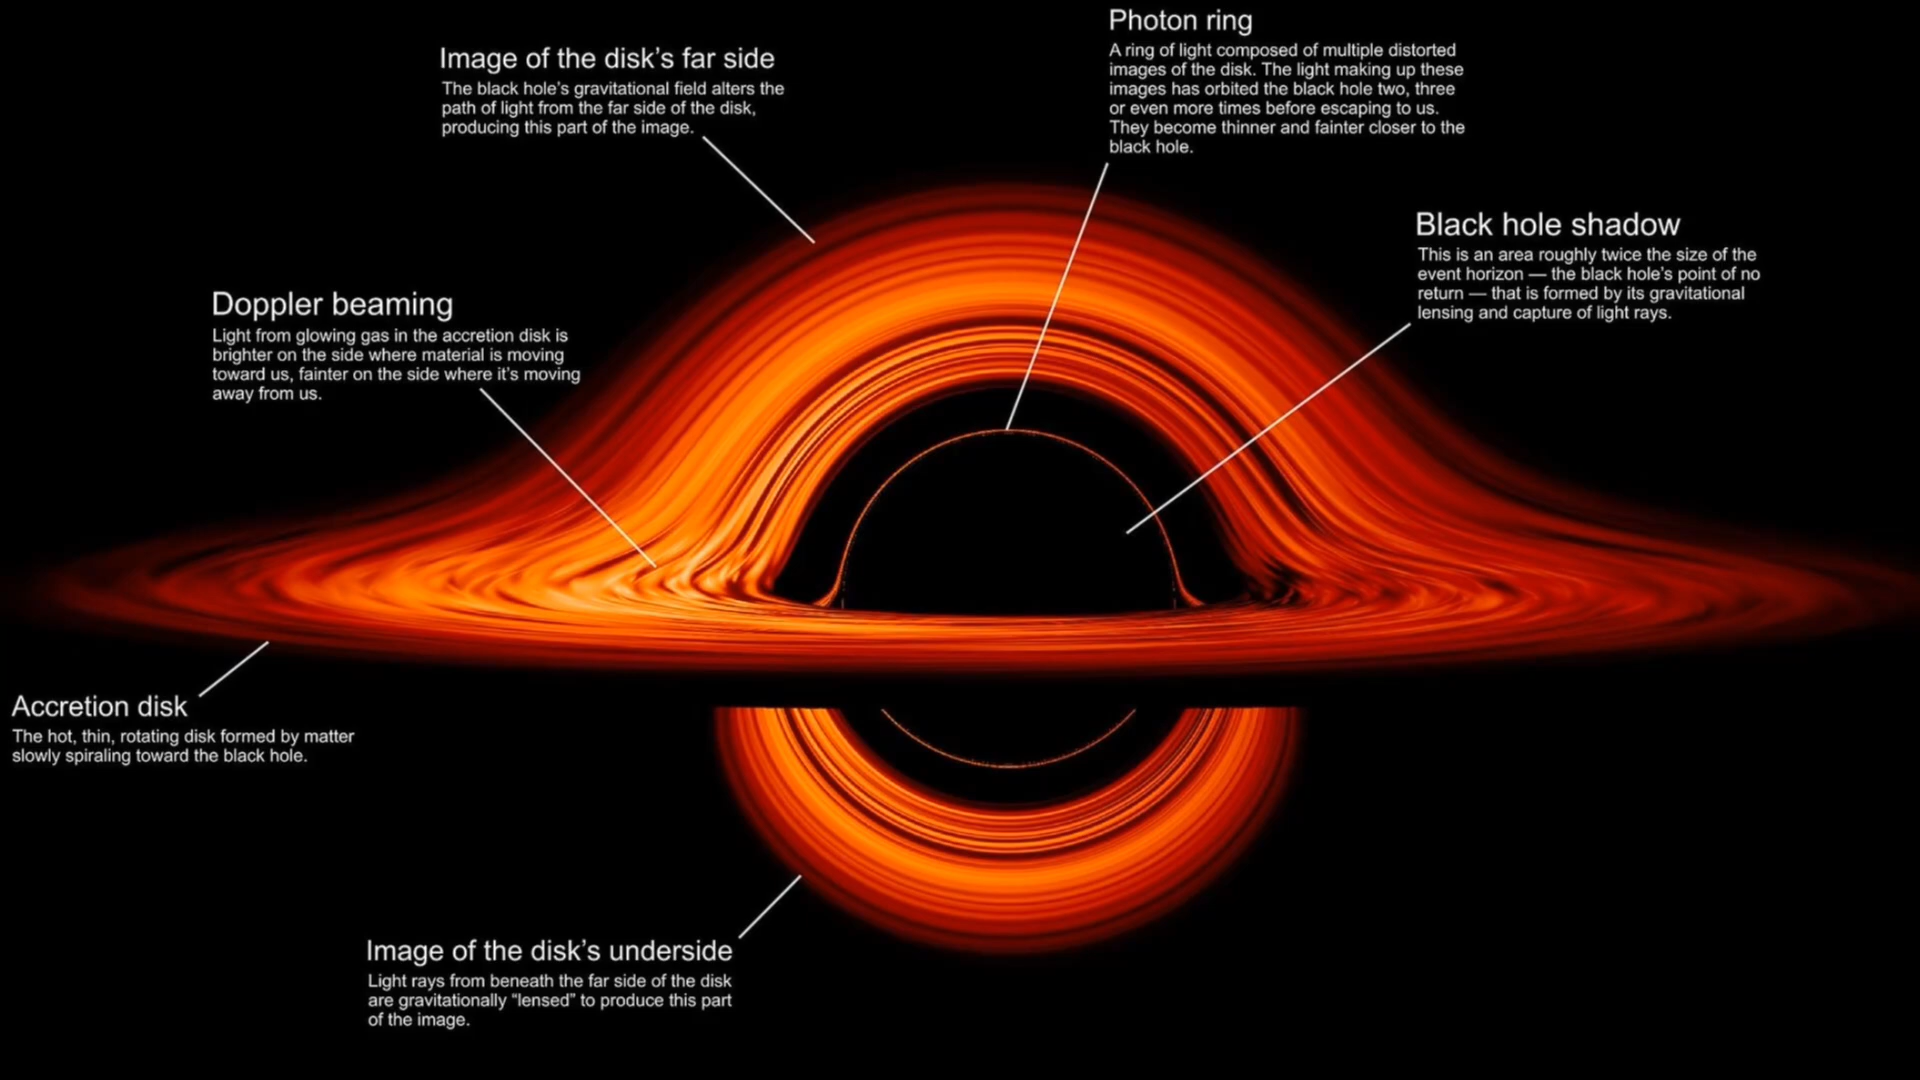 Photon ring
A ring of light composed of multiple distorted
images of the disk. The light making up these
images has orbited the black hole two, three
or even more times before escaping to us.
They become thinner and fainter closer to the
black hole.
Image of the disk's far side
The black hole's gravitational field alters the
path of light from the far side of the disk,
producing this part of the image.
Black hole shadow
This is an area roughly twice the size of the
event horizon — the black hole's point of no
return — that is formed by its gravitational
lensing and capture of light rays.
Doppler beaming
Light from glowing gas in the accretion disk is
brighter on the side where material is moving
toward us, fainter on the side where it's moving
away from us.
Accretion disk
The hot, thin, rotating disk formed by matter
slowly spiraling toward the black hole.
Image of the disk's underside
Light rays from beneath the far side of the disk
are gravitationally “lensed” to produce this part
of the image.